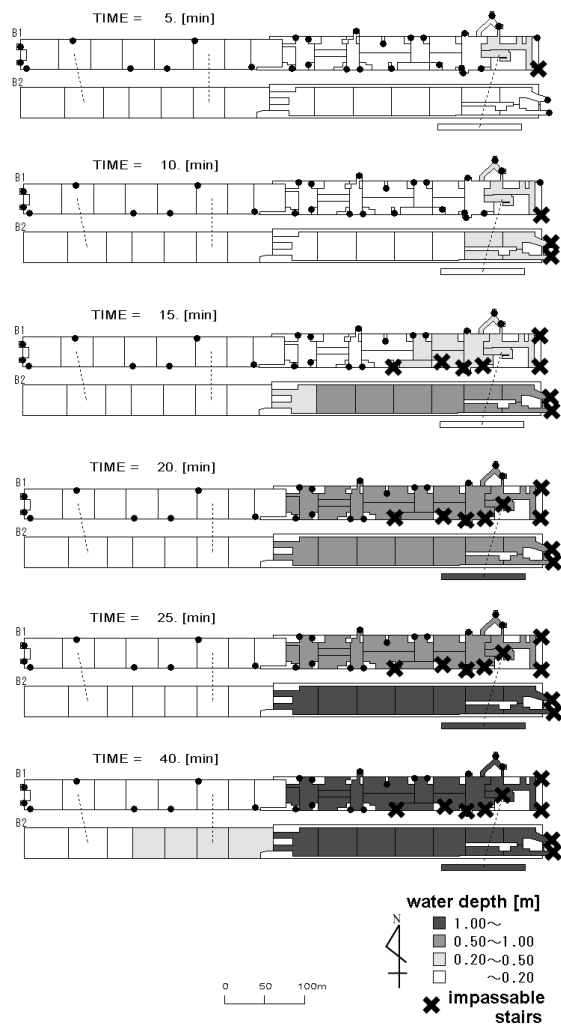 TIME = 5. [min]
B1
B2
TIME = 10. [min]
B1
B2
TIME = 15. [min]
B1
B2
TIME = 20. [min]
B1
B2
TIME = 25. [min]
B1
B2
TIME = 40. [min]
B1
B2
water depth [m]
N
1.00～
0.50～1.00
0.20～0.50
～0.20
0 50 100m
impassable
stairs